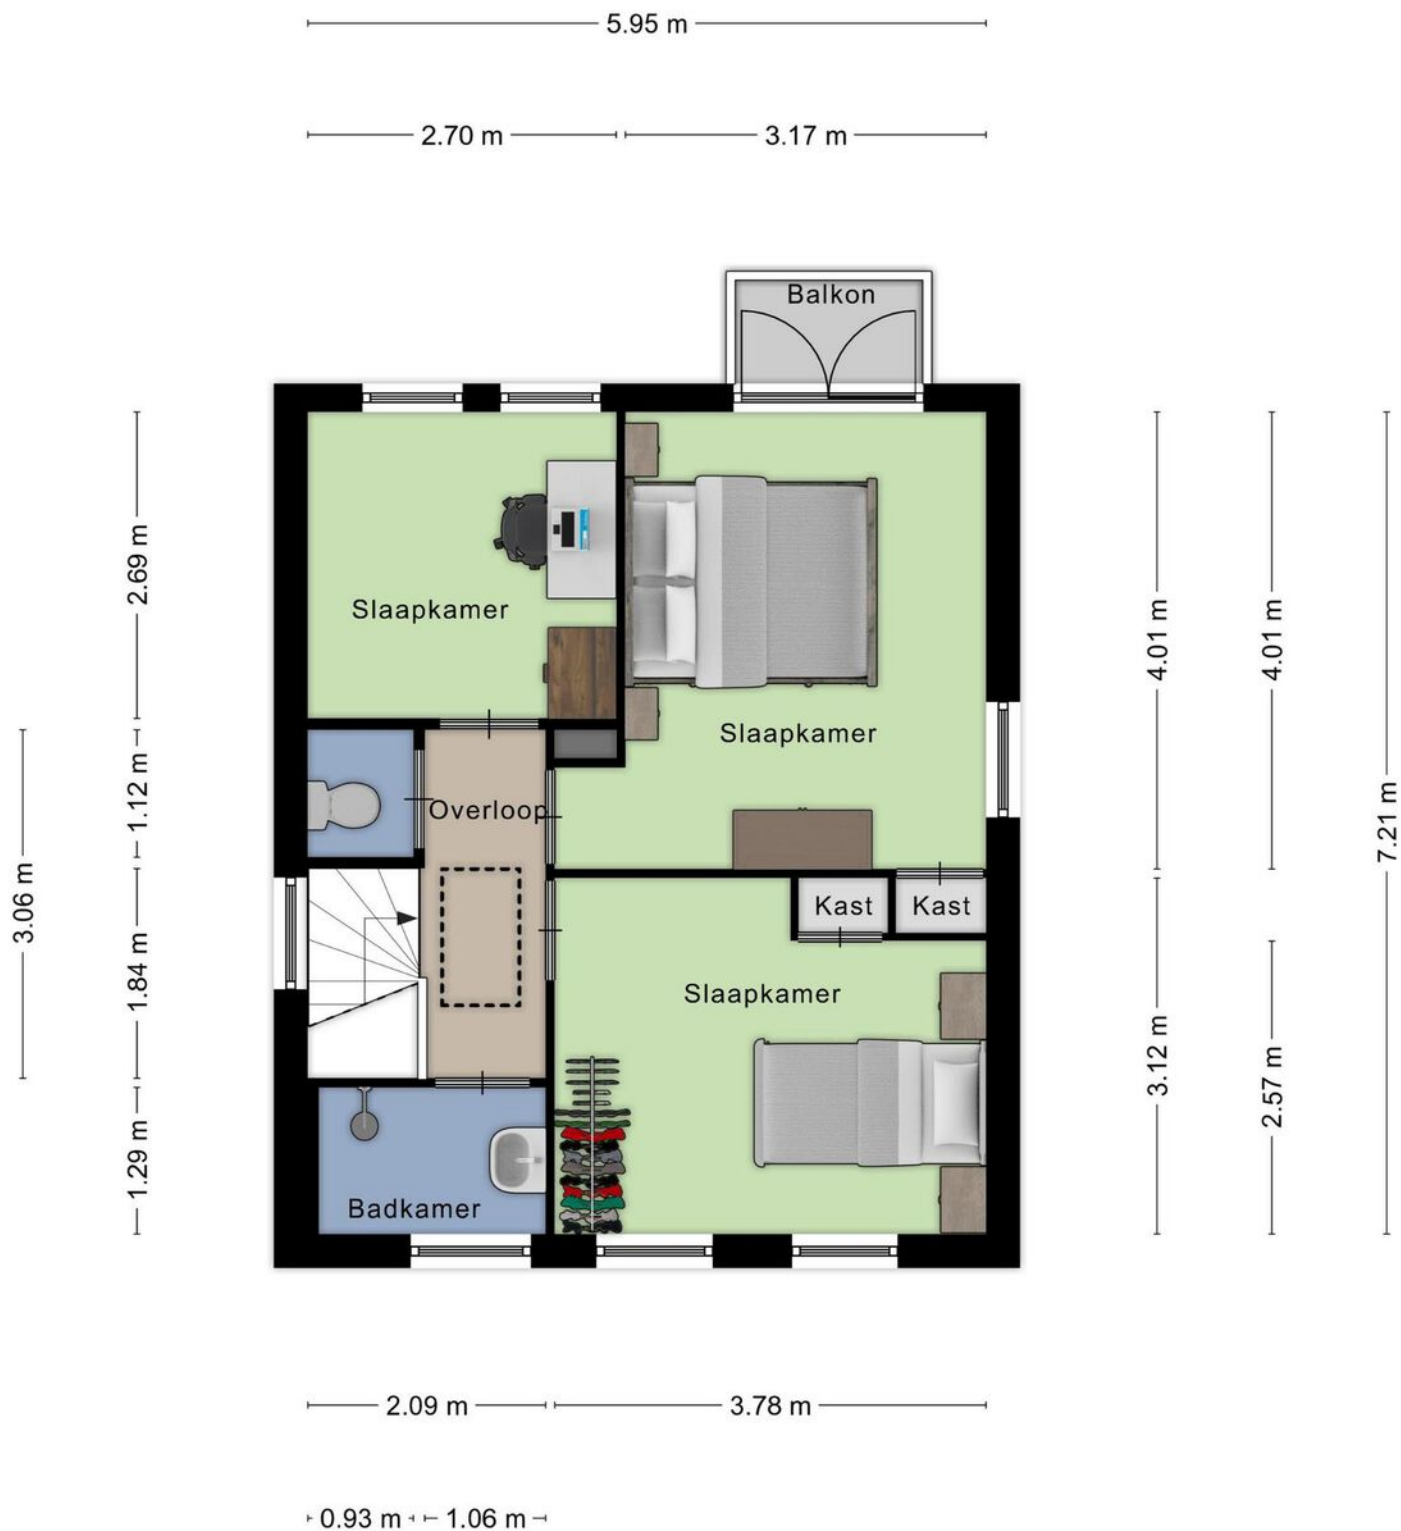 5.95 m
2.70 m
3.17 m
Balkon
2.69 m
Slaapkamer
4.01 m
4.01 m
Slaapkamer
1.12 m
Overloop
7.21 m
3.06 m
Kast
Kast
1.84 m
Slaapkamer
3.12 m
2.57 m
1.29 m
Badkamer
2.09 m
3.78 m
0.93 m
1.06 m